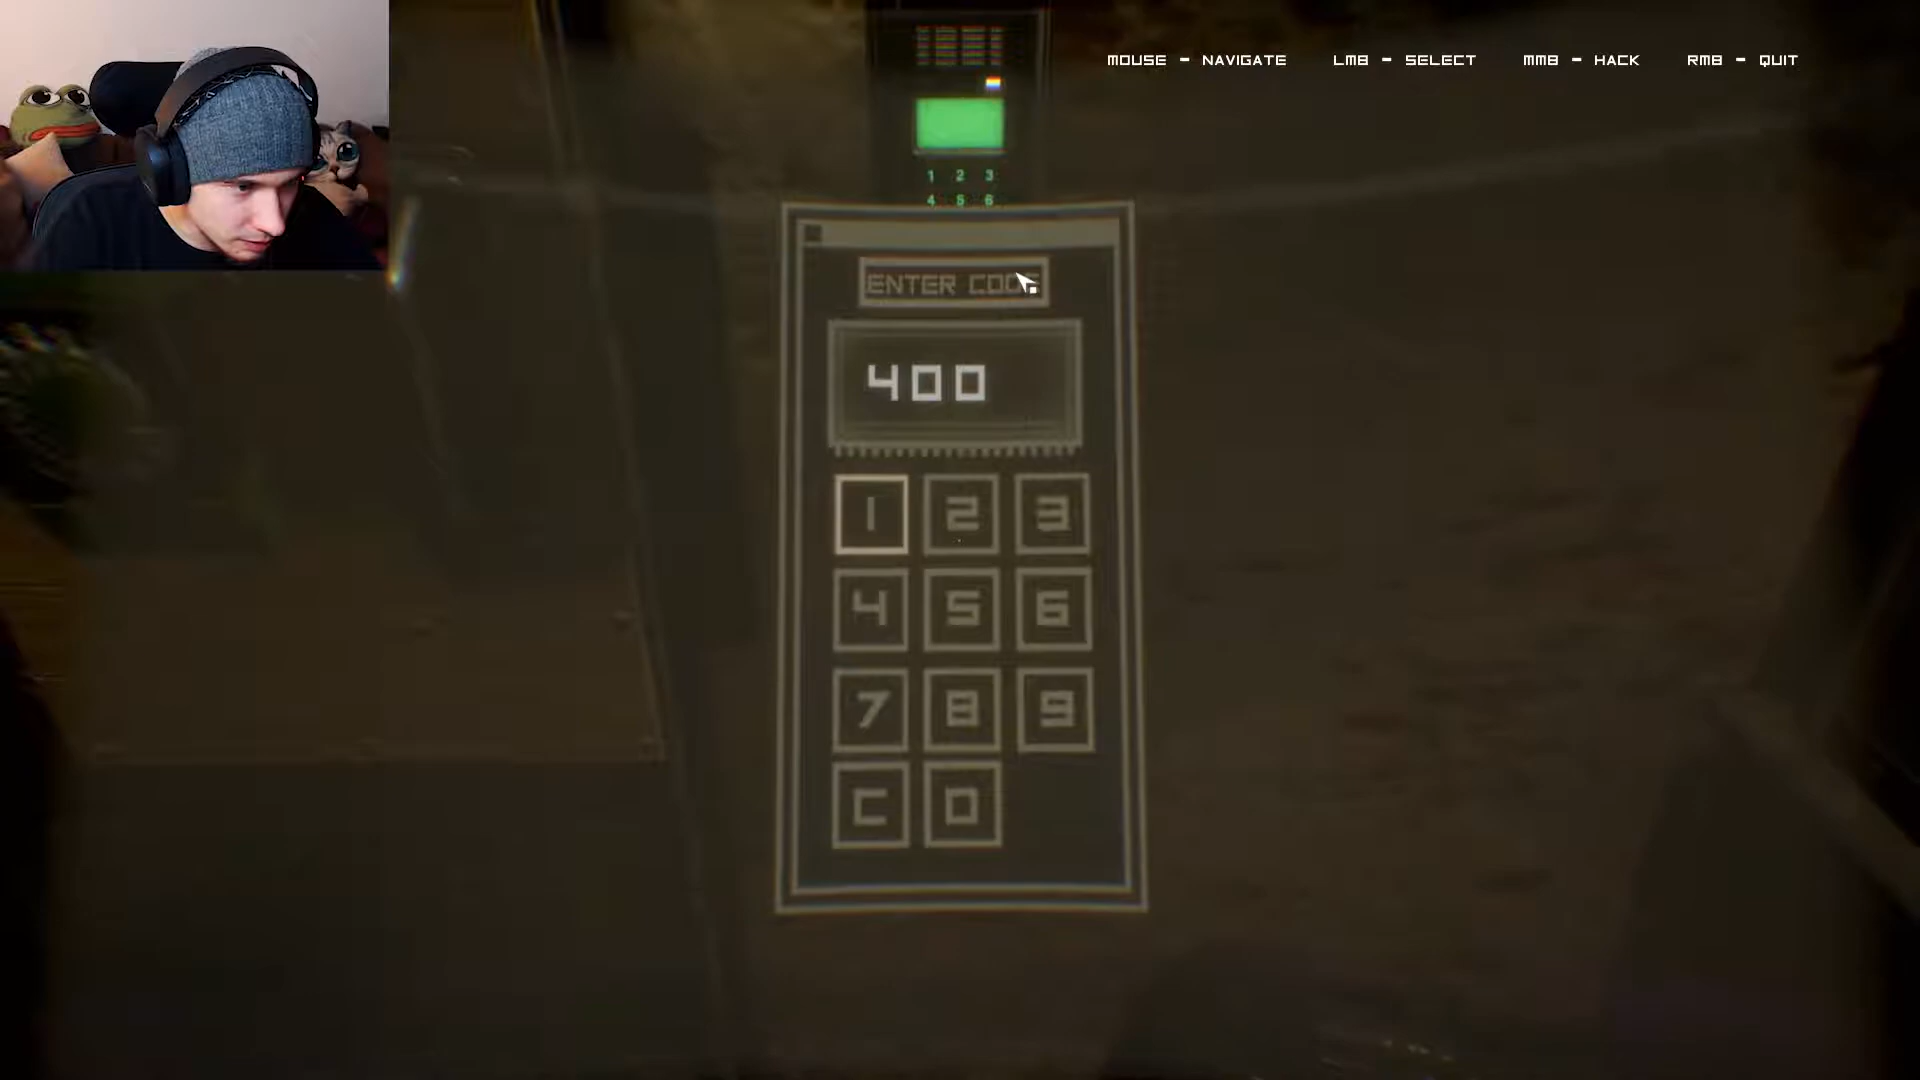 MOUSE - NAVIGATE LMB - SELECT MMB - HACK RMB - QUIT
1 2 3
4 5 6
ENTER CODE
400
1 2 3
4 5 6
7 8 9
C 0